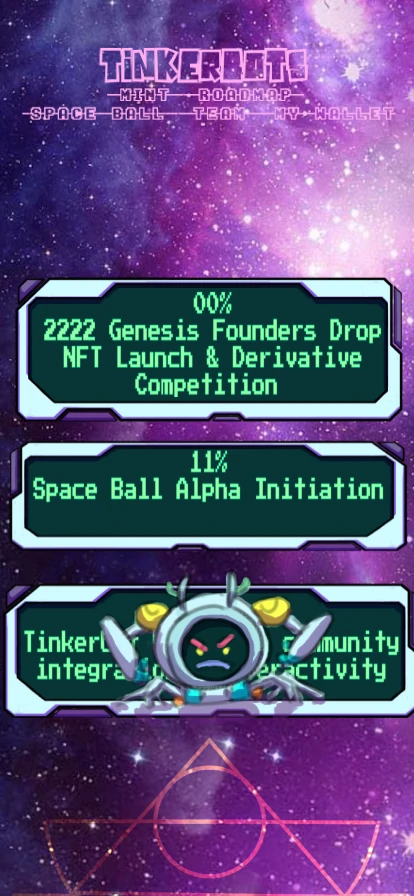 TINKERBOTS
MINT ROADMAP
SPACE BALL TEAM MY WALLET
00%
2222 Genesis Founders Drop
NFT Launch & Derivative
Competition
11%
Space Ball Alpha Initiation